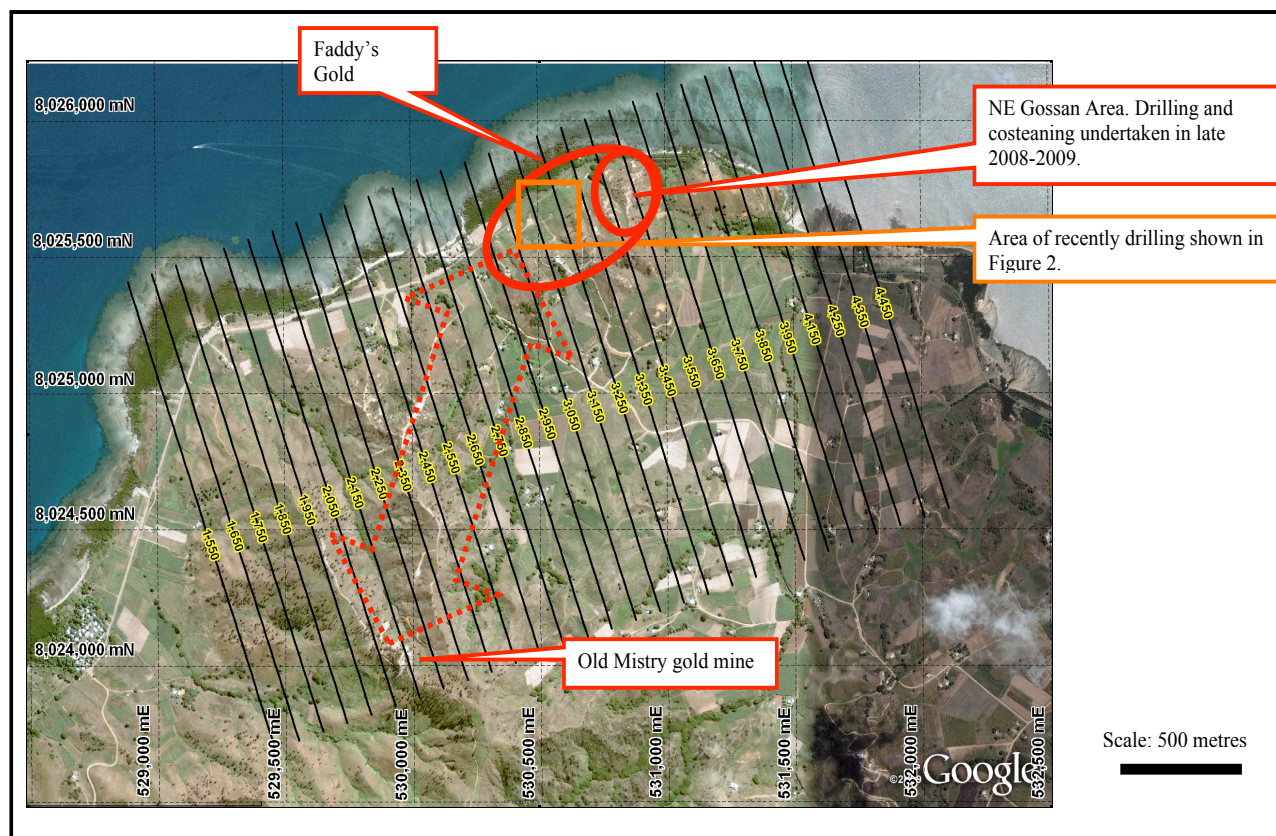 Faddy’s
Gold
8,026,000 mN
NE Gossan Area. Drilling and
costeaning undertaken in late
2008-2009.
8,025,500 mN
Area of recently drilling shown in
Figure 2.
8,025,000 mN
8,024,500 mN
8,024,000 mN
1,550
1,650
1,750
1,850
1,950
2,050
2,150
2,250
2,350
2,450
2,550
2,650
2,750
2,850
2,950
3,050
3,150
3,250
3,350
3,450
3,550
3,650
3,750
3,850
3,950
4,150
4,250
4,350
4,450
Old Mistry gold mine
529,000 mE
529,500 mE
530,000 mE
530,500 mE
531,000 mE
531,500 mE
532,000 mE
532,500 mE
Google
Scale: 500 metres